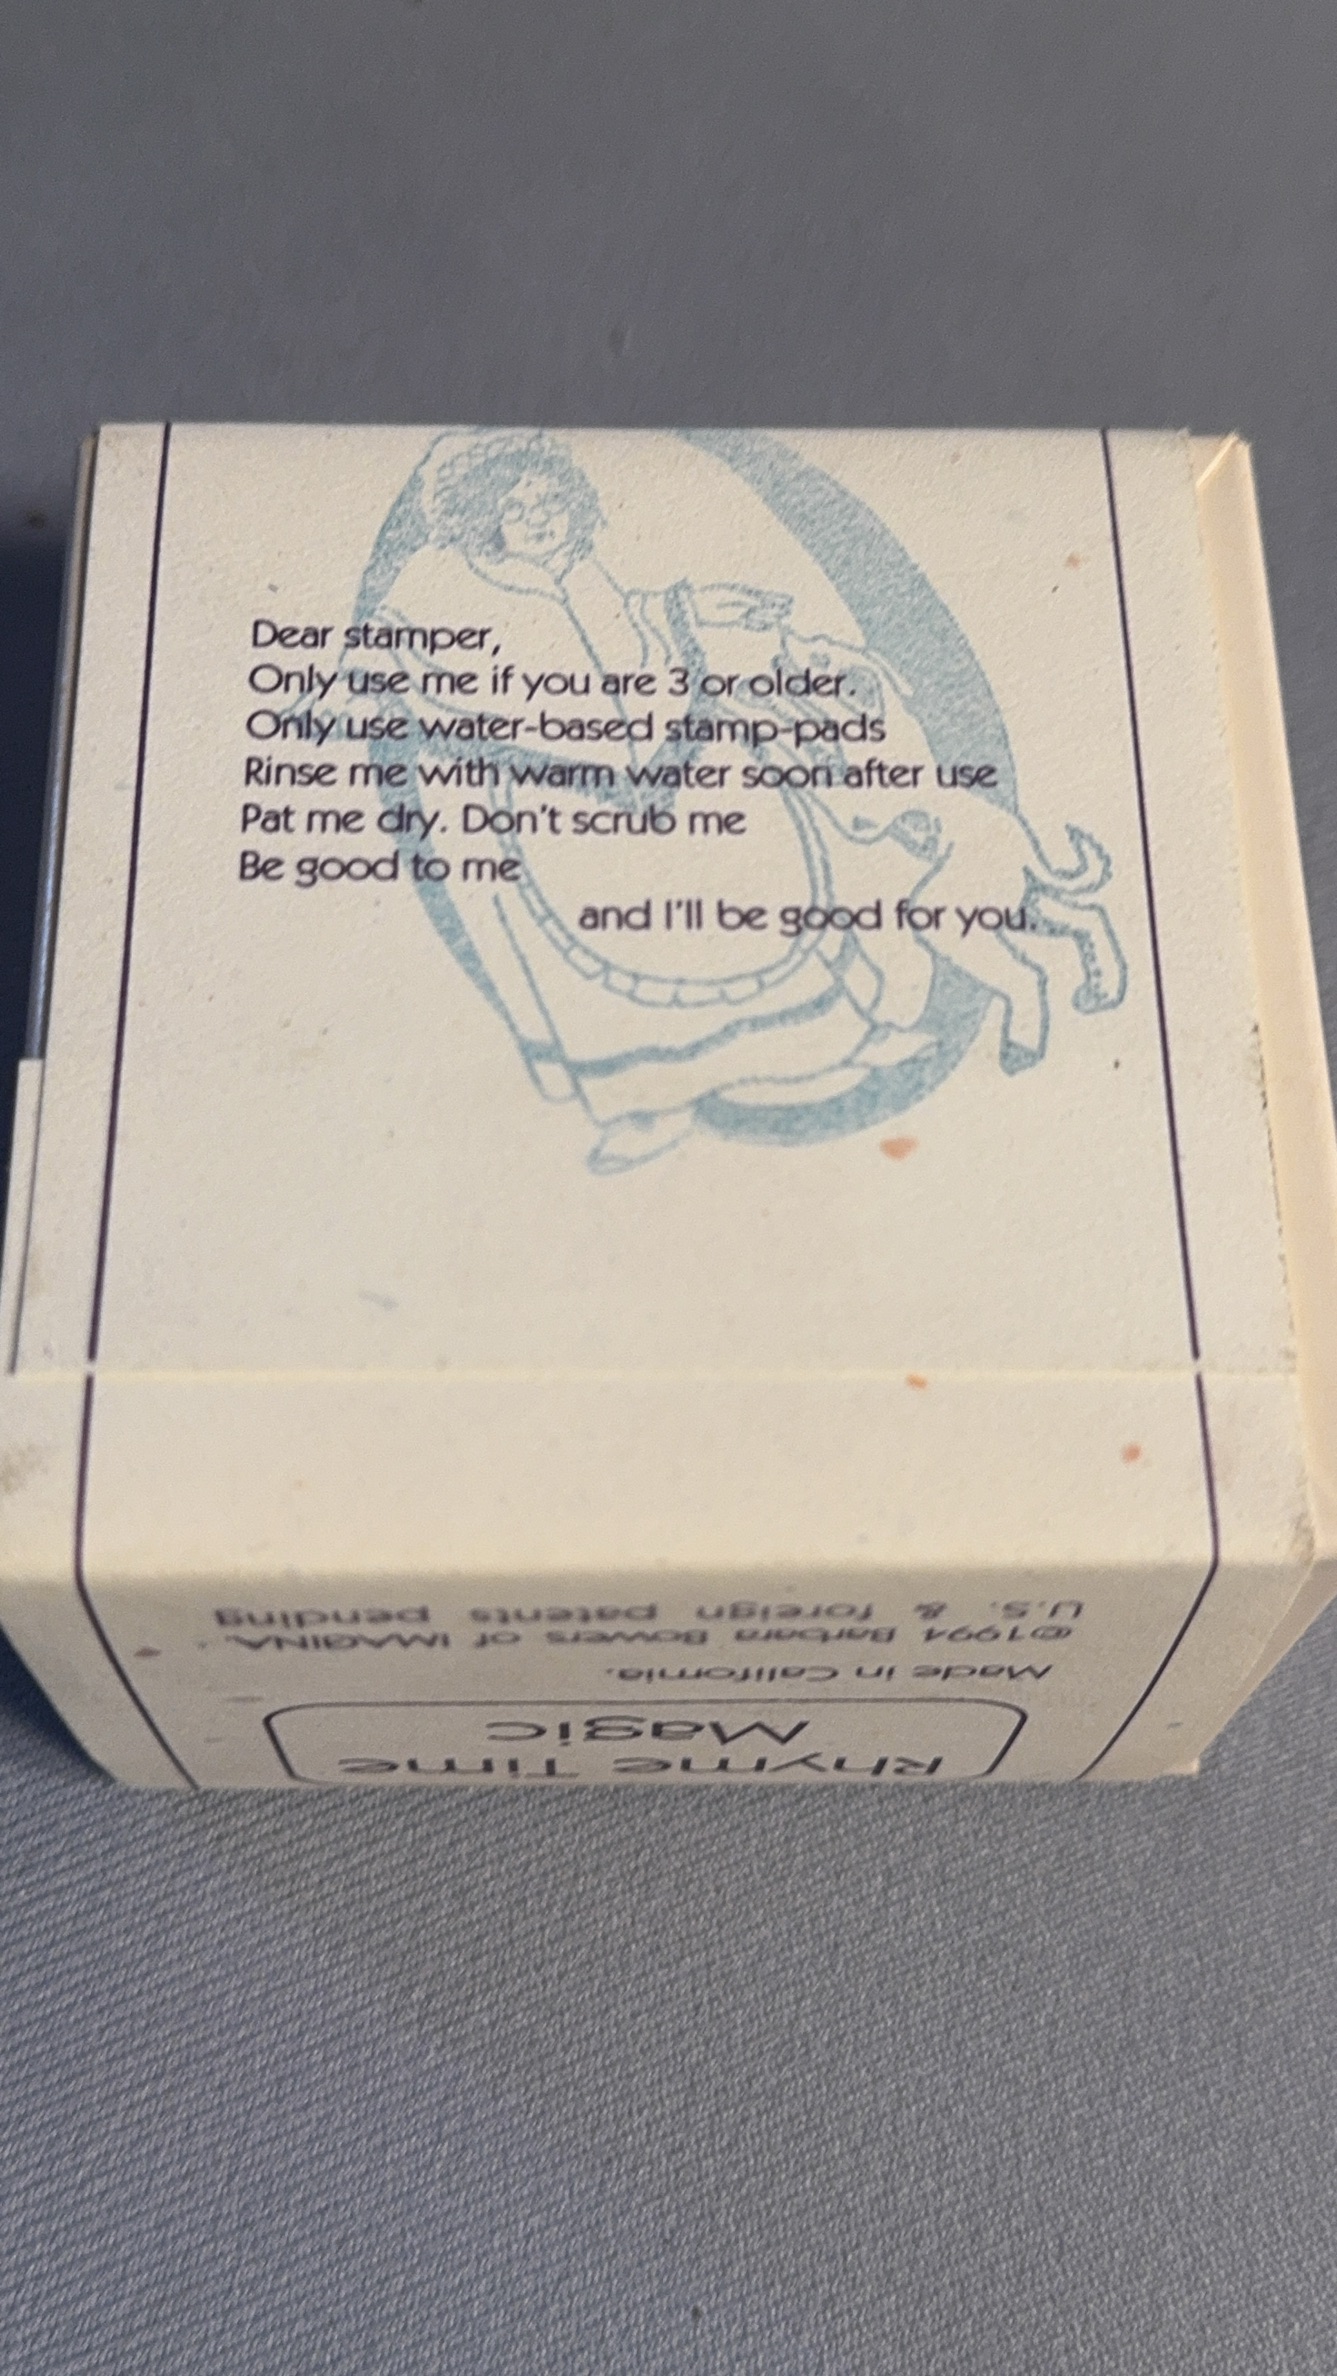 Dear stamper,
Only use me if you are 3 or older.
Only use water-based stamp-pads
Rinse me with warm water soon after use
Pat me dry. Don't scrub me
Be good to me
and I'll be good for you.
Rhyme Time
Magic
Made in California.
©1994 Barbara Bowers of IMAGINA.
U.S. & foreign patents pending